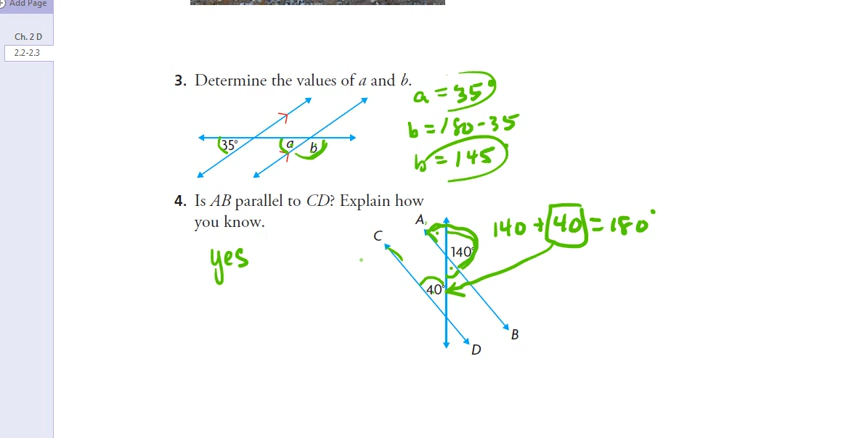 Add Page
Ch. 2 D
2.2-2.3
3. Determine the values of a and b.
35°
a
b
a = 35°
b = 180 - 35
b = 145
4. Is AB parallel to CD? Explain how
you know.
yes
A
C
140°
40°
B
D
140 + 40 = 180°